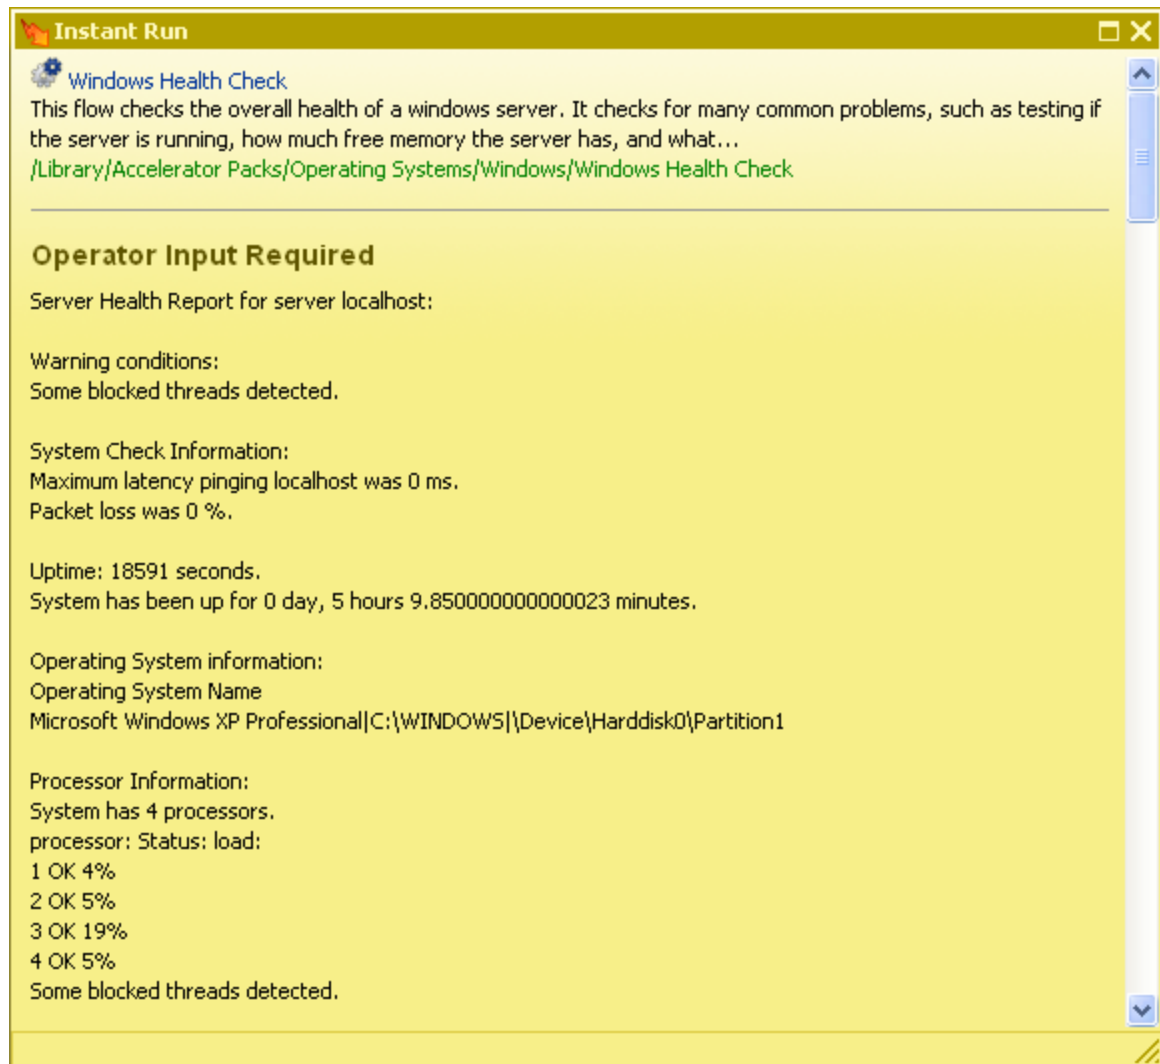 Instant Run
Windows Health Check
This flow checks the overall health of a windows server. It checks for many common problems, such as testing if
the server is running, how much free memory the server has, and what...
/Library/Accelerator Packs/Operating Systems/Windows/Windows Health Check
Operator Input Required
Server Health Report for server localhost:
Warning conditions:
Some blocked threads detected.
System Check Information:
Maximum latency pinging localhost was 0 ms.
Packet loss was 0 %.
Uptime: 18591 seconds.
System has been up for 0 day, 5 hours 9.850000000000023 minutes.
Operating System information:
Operating System Name
Microsoft Windows XP Professional|C:\WINDOWS|\Device\Harddisk0\Partition1
Processor Information:
System has 4 processors.
processor: Status: load:
1 OK 4%
2 OK 5%
3 OK 19%
4 OK 5%
Some blocked threads detected.